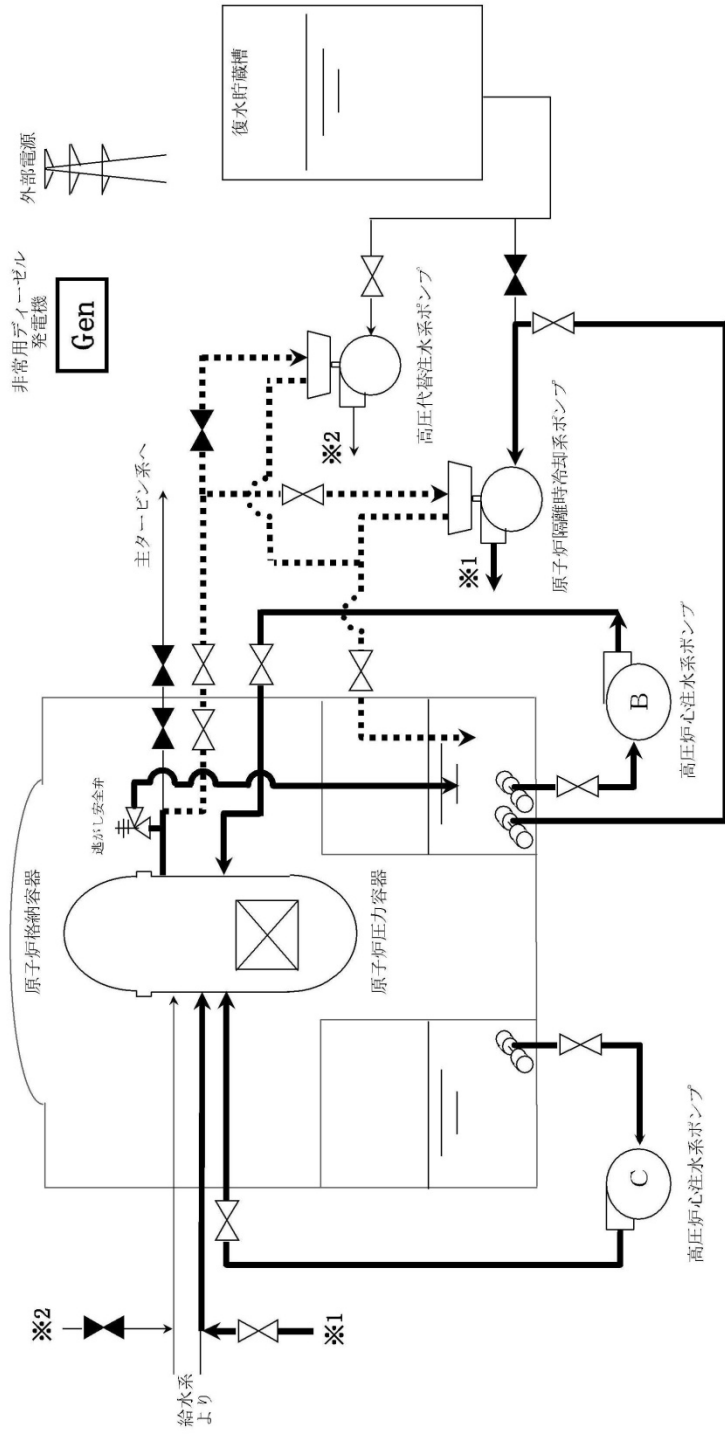 外部電源
非常用ディーゼル
発電機
Gen
復水貯蔵槽
主タービン系へ
逃がし安全弁
原子炉格納容器
原子炉圧力容器
高圧代替注水系ポンプ
※2
原子炉隔離時冷却系ポンプ
※1
B
高圧炉心注水系ポンプ
C
高圧炉心注水系ポンプ
※2
給水系
より
※1